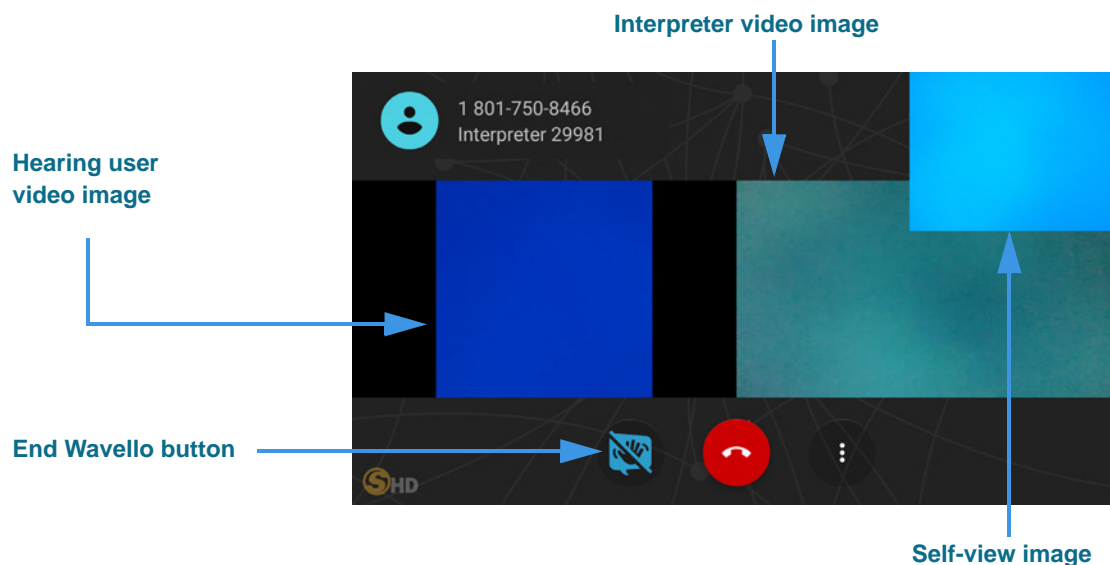 Interpreter video image
1 801-750-8466
Interpreter 29981
Hearing user
video image
End Wavello button
SHD
Self-view image